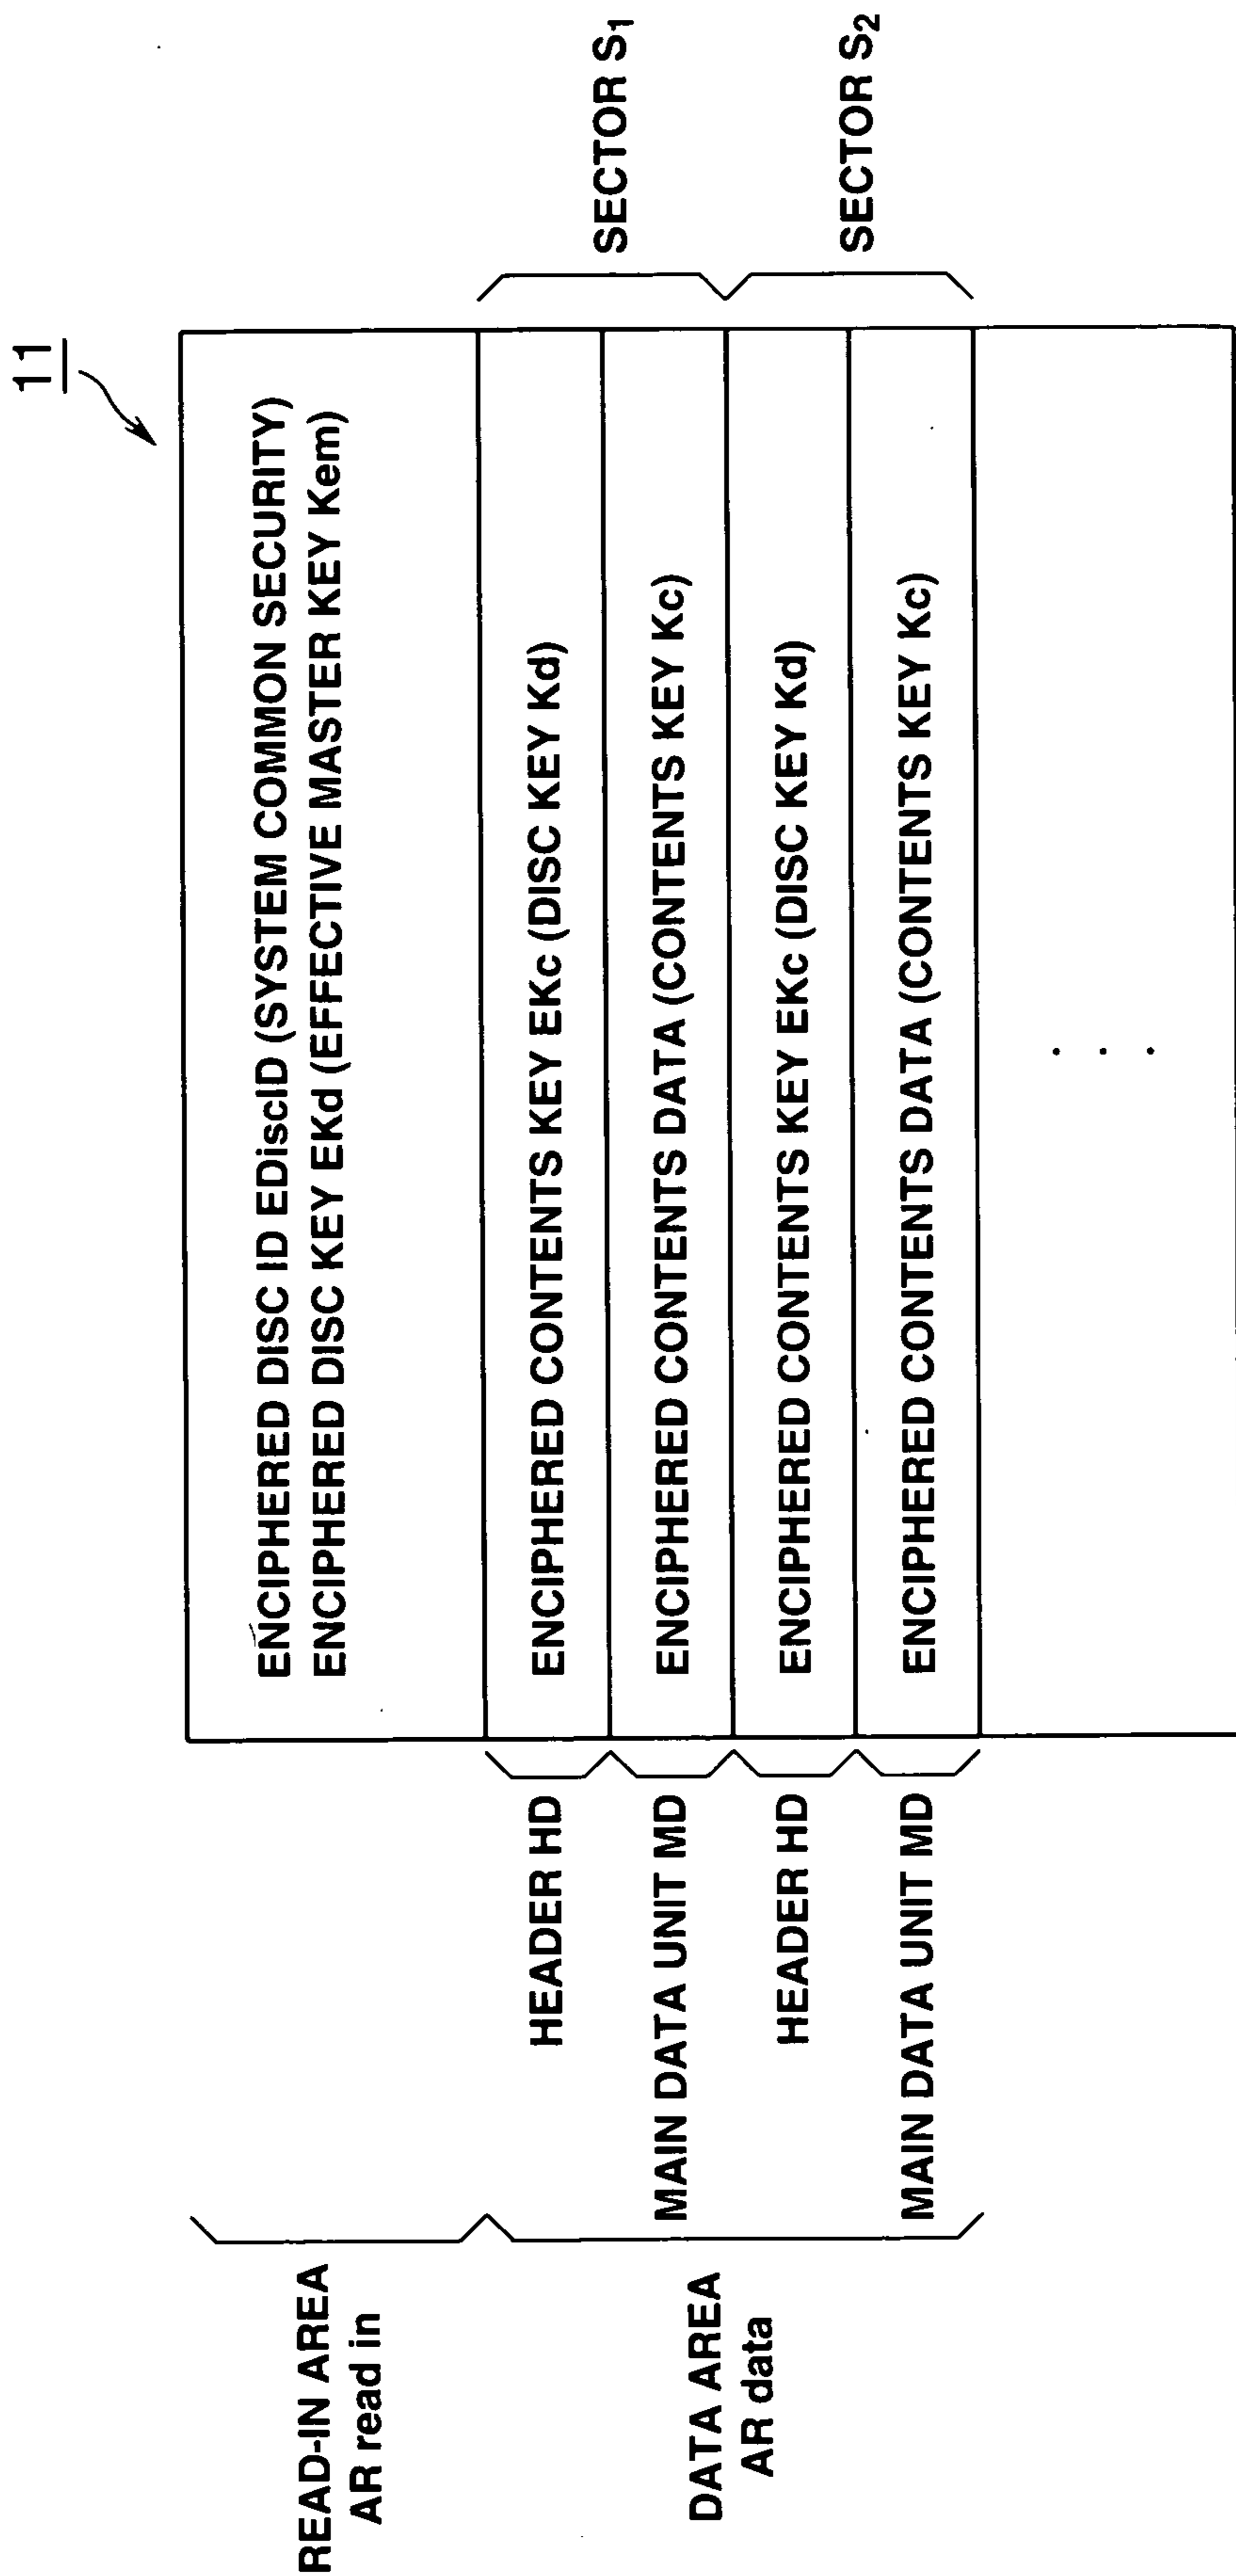 11
READ-IN AREA
AR read in
ENCIPHERED DISC ID EDiscID (SYSTEM COMMON SECURITY)
ENCIPHERED DISC KEY EKd (EFFECTIVE MASTER KEY Kem)
DATA AREA
AR data
HEADER HD
ENCIPHERED CONTENTS KEY EKc (DISC KEY Kd)
SECTOR S1
MAIN DATA UNIT MD
ENCIPHERED CONTENTS DATA (CONTENTS KEY Kc)
HEADER HD
ENCIPHERED CONTENTS KEY EKc (DISC KEY Kd)
SECTOR S2
MAIN DATA UNIT MD
ENCIPHERED CONTENTS DATA (CONTENTS KEY Kc)